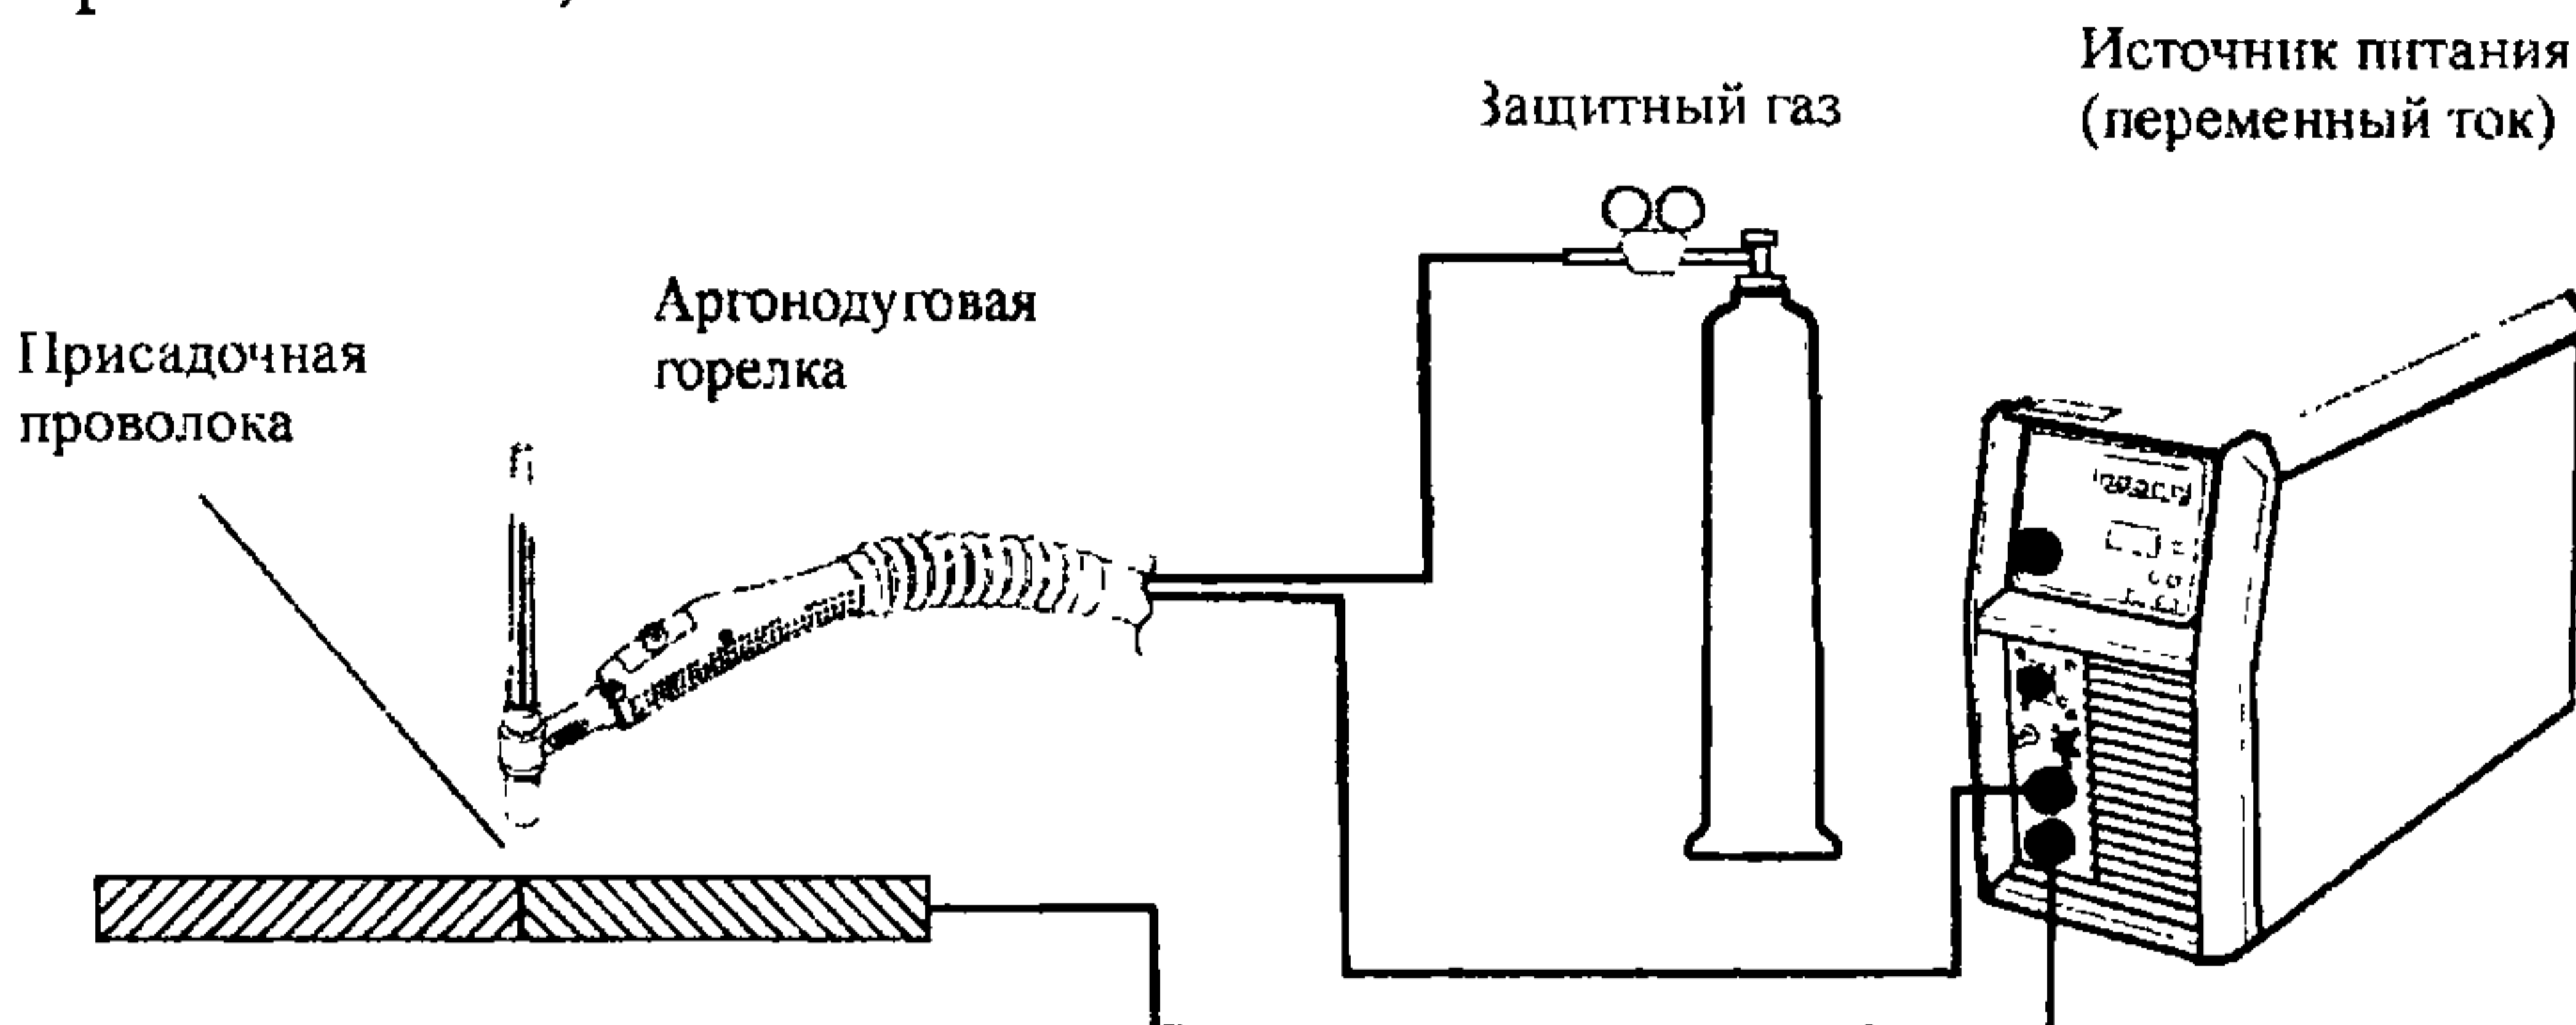 Источник питания
(переменный ток)
Защитный газ
Аргонодуговая
горелка
Присадочная
проволока